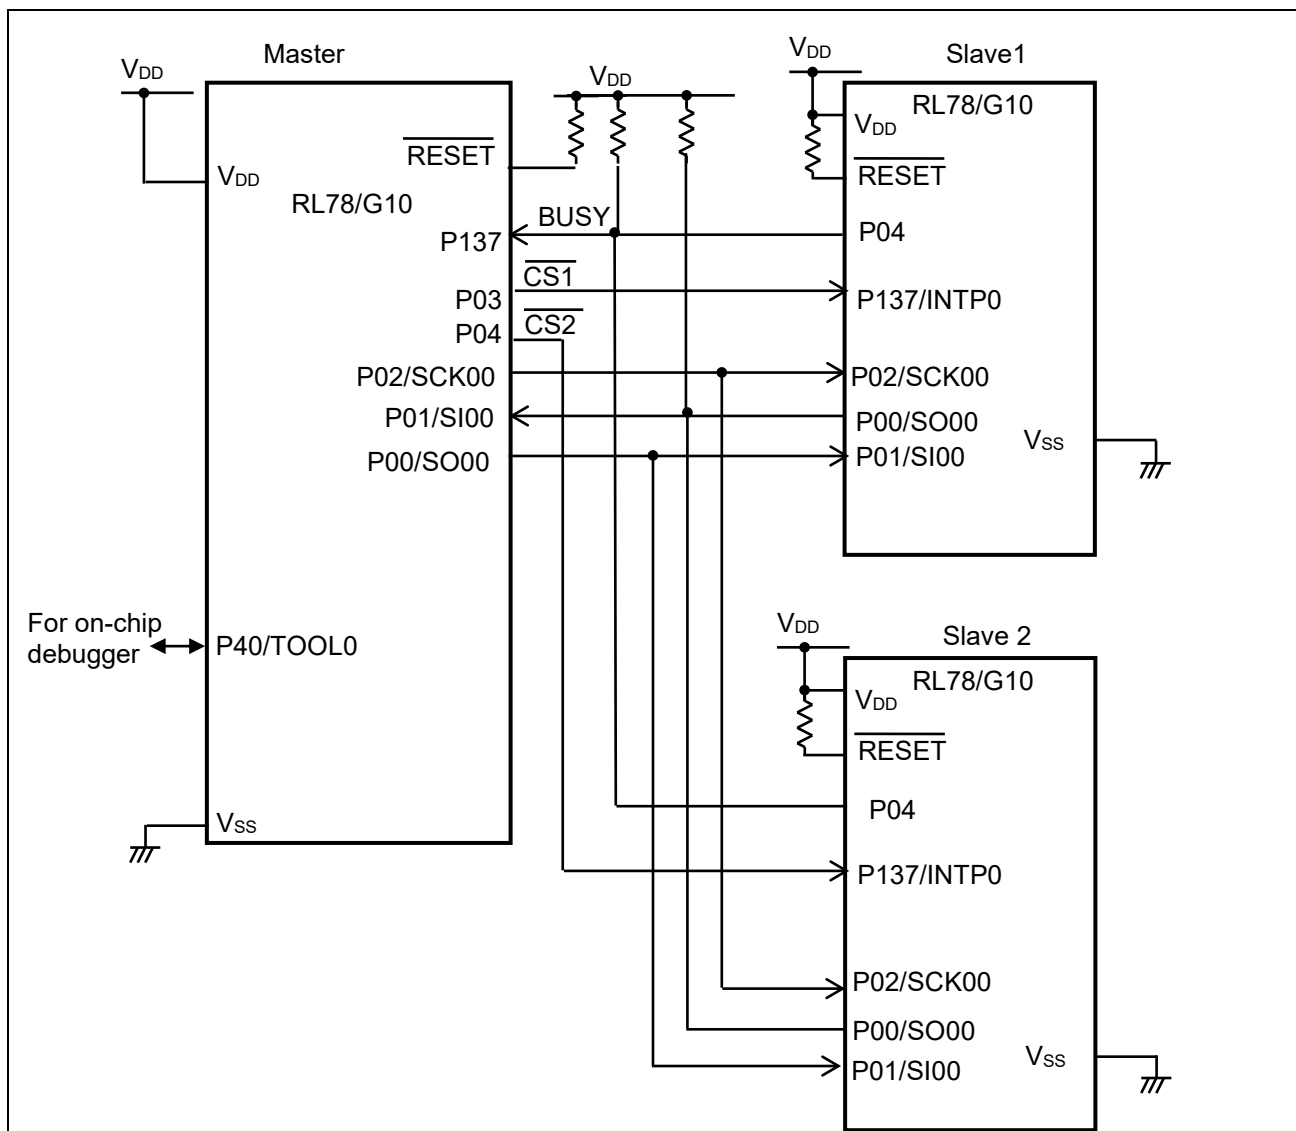 Master
VDD
VDD
RESET
RL78/G10
P137
P03
P04
P02/SCK00
P01/SI00
P00/SO00
For on-chip
debugger
P40/TOOL0
VSS
VDD
BUSY
CS1
CS2
Slave1
VDD
RL78/G10
VDD
RESET
P04
P137/INTP0
P02/SCK00
P00/SO00
VSS
P01/SI00
Slave 2
VDD
RL78/G10
VDD
RESET
P04
P137/INTP0
P02/SCK00
P00/SO00
VSS
P01/SI00